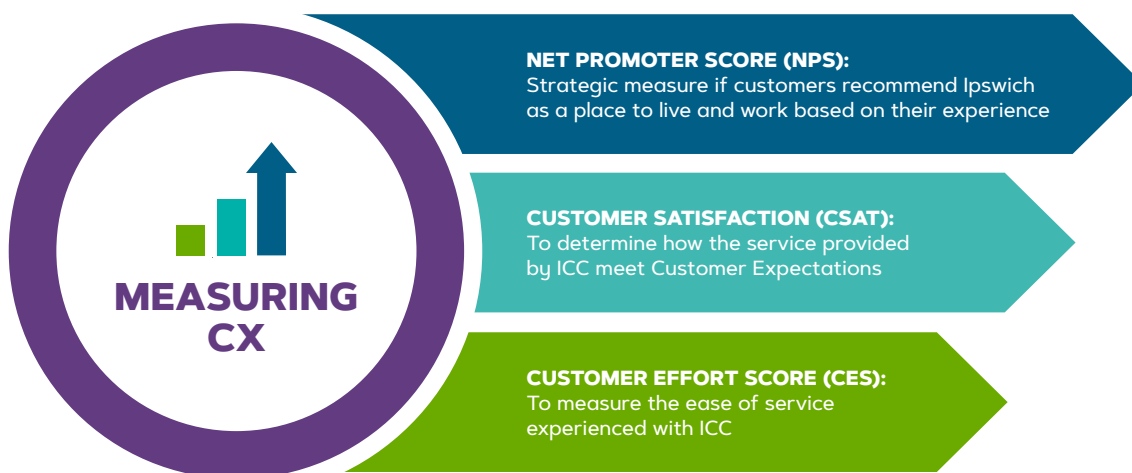 MEASURING
CX
NET PROMOTER SCORE (NPS):
Strategic measure if customers recommend Ipswich
as a place to live and work based on their experience
CUSTOMER SATISFACTION (CSAT):
To determine how the service provided
by ICC meet Customer Expectations
CUSTOMER EFFORT SCORE (CES):
To measure the ease of service
experienced with ICC